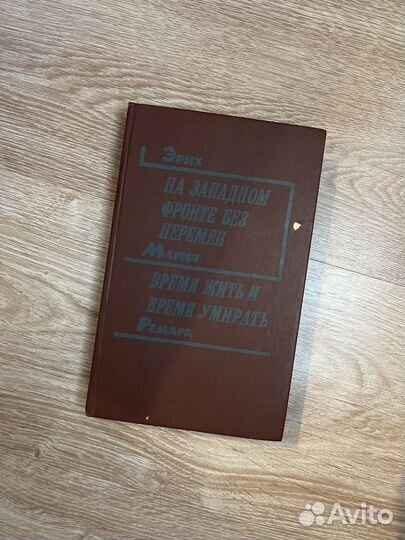 Эрих
НА ЗАПАДНОМ
ФРОНТЕ БЕЗ
ПЕРЕМЕН
Мария
ВРЕМЯ ЖИТЬ И
ВРЕМЯ УМИРАТЬ
Ремарк
Avito